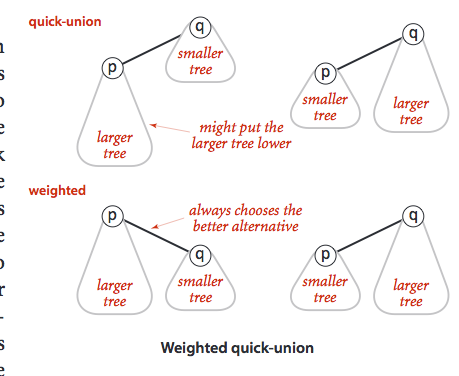 quick-union
q
smaller
tree
p
larger
tree
might put the
larger tree lower
q
p
smaller
tree
larger
tree
weighted
p
always chooses the
better alternative
q
larger
tree
smaller
tree
q
p
smaller
tree
larger
tree
Weighted quick-union